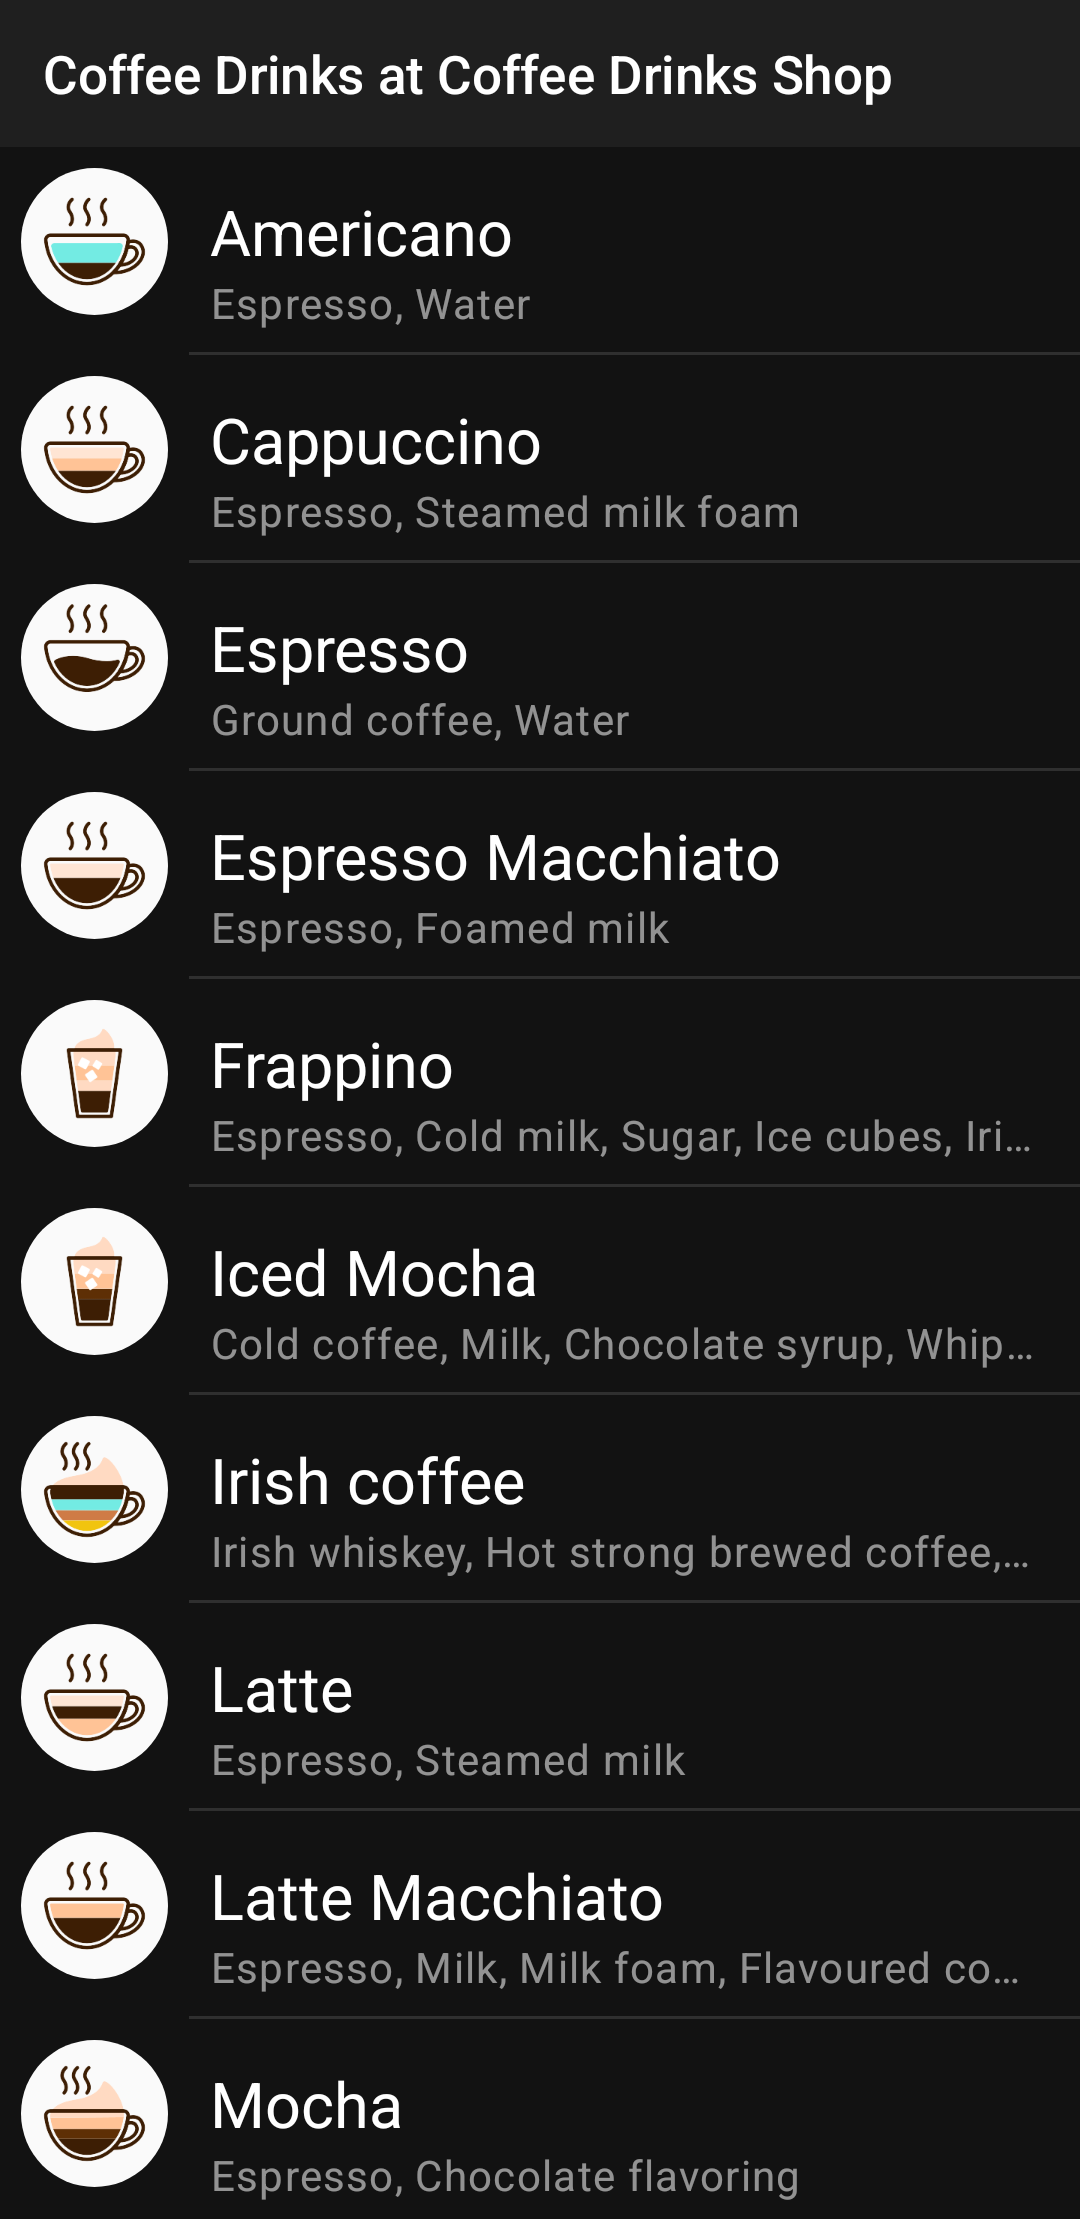 Coffee Drinks at Coffee Drinks Shop
Americano
Espresso, Water
Cappuccino
Espresso, Steamed milk foam
Espresso
Ground coffee, Water
Espresso Macchiato
Espresso, Foamed milk
Frappino
Espresso, Cold milk, Sugar, Ice cubes, Iri...
Iced Mocha
Cold coffee, Milk, Chocolate syrup, Whip...
Irish coffee
Irish whiskey, Hot strong brewed coffee,...
Latte
Espresso, Steamed milk
Latte Macchiato
Espresso, Milk, Milk foam, Flavoured co...
Mocha
Espresso, Chocolate flavoring